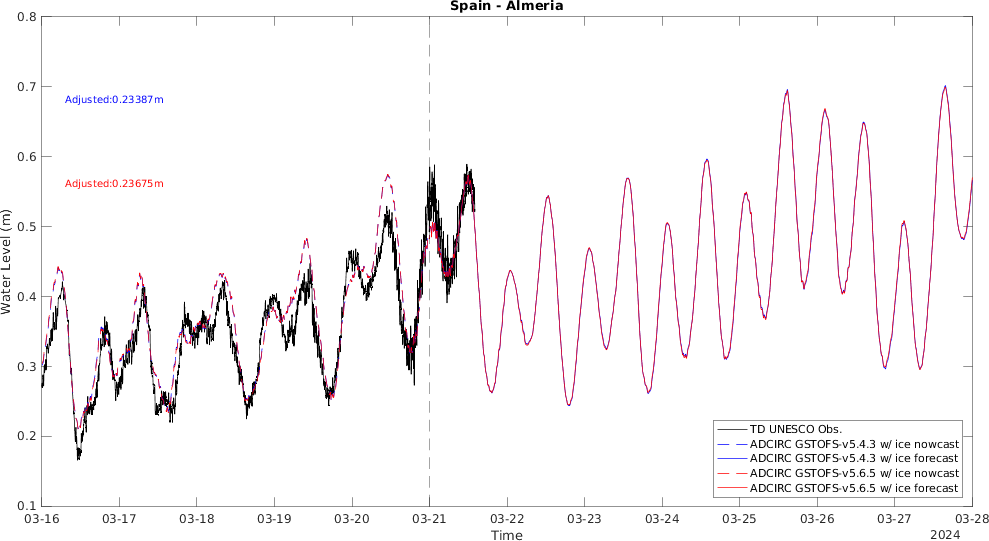 Spain - Almeria
0.8
0.7
0.6
0.5
0.4
0.3
0.2
0.1
Water Level (m)
Adjusted:0.23387m
Adjusted:0.23675m
TD UNESCO Obs.
ADCIRC GSTOFS-v5.4.3 w/ ice nowcast
ADCIRC GSTOFS-v5.4.3 w/ ice forecast
ADCIRC GSTOFS-v5.6.5 w/ ice nowcast
ADCIRC GSTOFS-v5.6.5 w/ ice forecast
03-16 03-17 03-18 03-19 03-20 03-21 03-22 03-23 03-24 03-25 03-26 03-27 03-28
Time
2024